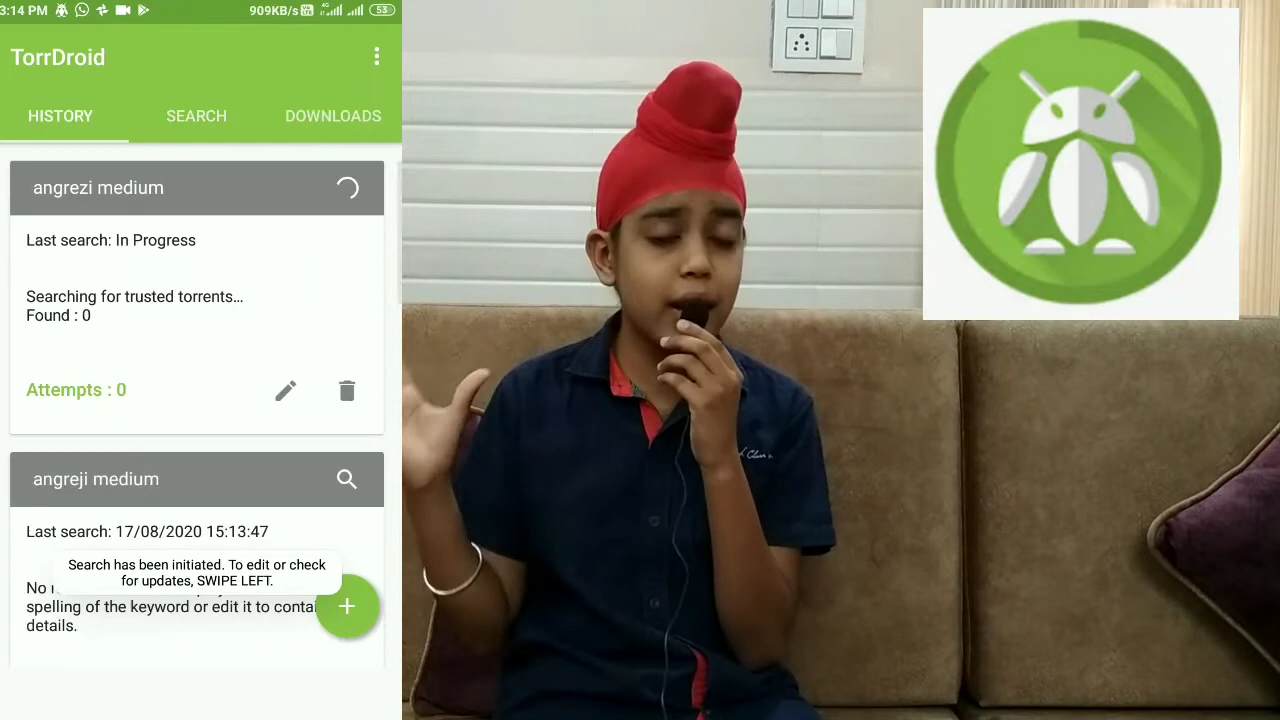 3:14 PM 909KB/s 4G 53
TorrDroid
HISTORY SEARCH DOWNLOADS
angrezi medium
Last search: In Progress
Searching for trusted torrents...
Found : 0
Attempts : 0
angreji medium
Last search: 17/08/2020 15:13:47
Search has been initiated. To edit or check
for updates, SWIPE LEFT.
No
spelling of the keyword or edit it to contai
details.